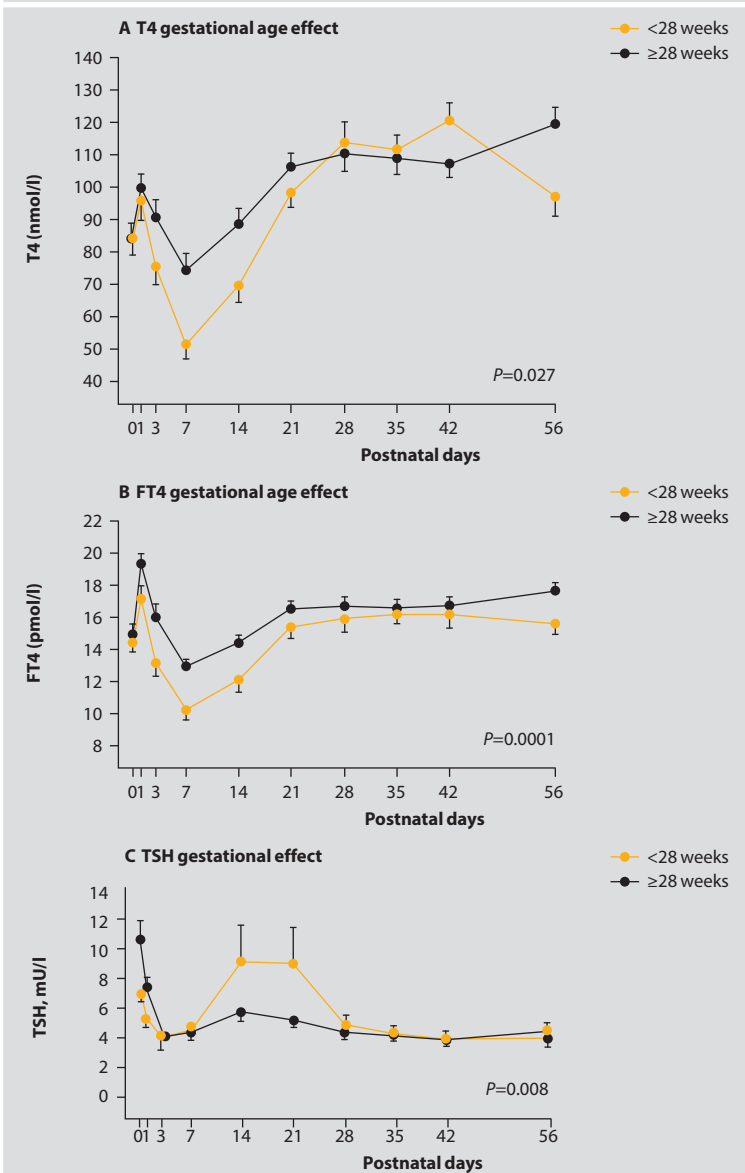 A T4 gestational age effect
<28 weeks
≥28 weeks
T4 (nmol/l)
140
130
120
110
100
90
80
70
60
50
40
P=0.027
0 1 3 7 14 21 28 35 42 56
Postnatal days
B FT4 gestational age effect
<28 weeks
≥28 weeks
FT4 (pmol/l)
22
20
18
16
14
12
10
8
P=0.0001
0 1 3 7 14 21 28 35 42 56
Postnatal days
C TSH gestational effect
<28 weeks
≥28 weeks
TSH, mU/l
14
12
10
8
6
4
2
0
P=0.008
0 1 3 7 14 21 28 35 42 56
Postnatal days